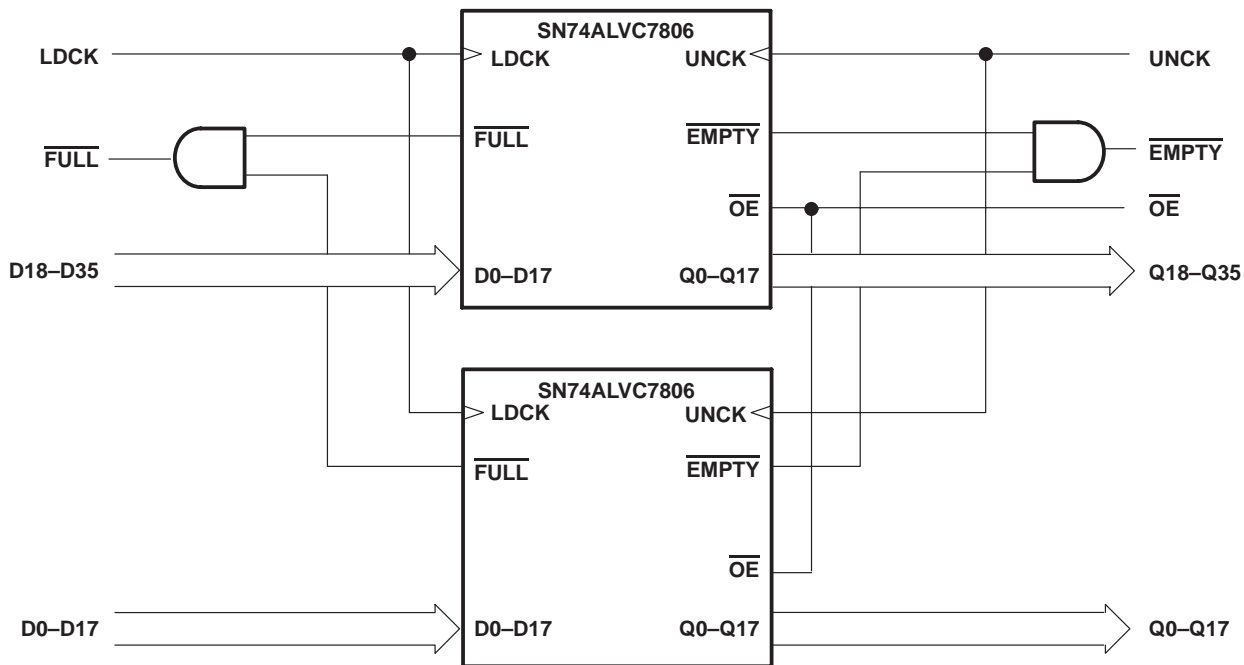 SN74ALVC7806
LDCK
LDCK
UNCK
UNCK
FULL
FULL
EMPTY
EMPTY
OE
OE
D18–D35
D0–D17
Q0–Q17
Q18–Q35
SN74ALVC7806
LDCK
UNCK
FULL
EMPTY
OE
D0–D17
D0–D17
Q0–Q17
Q0–Q17